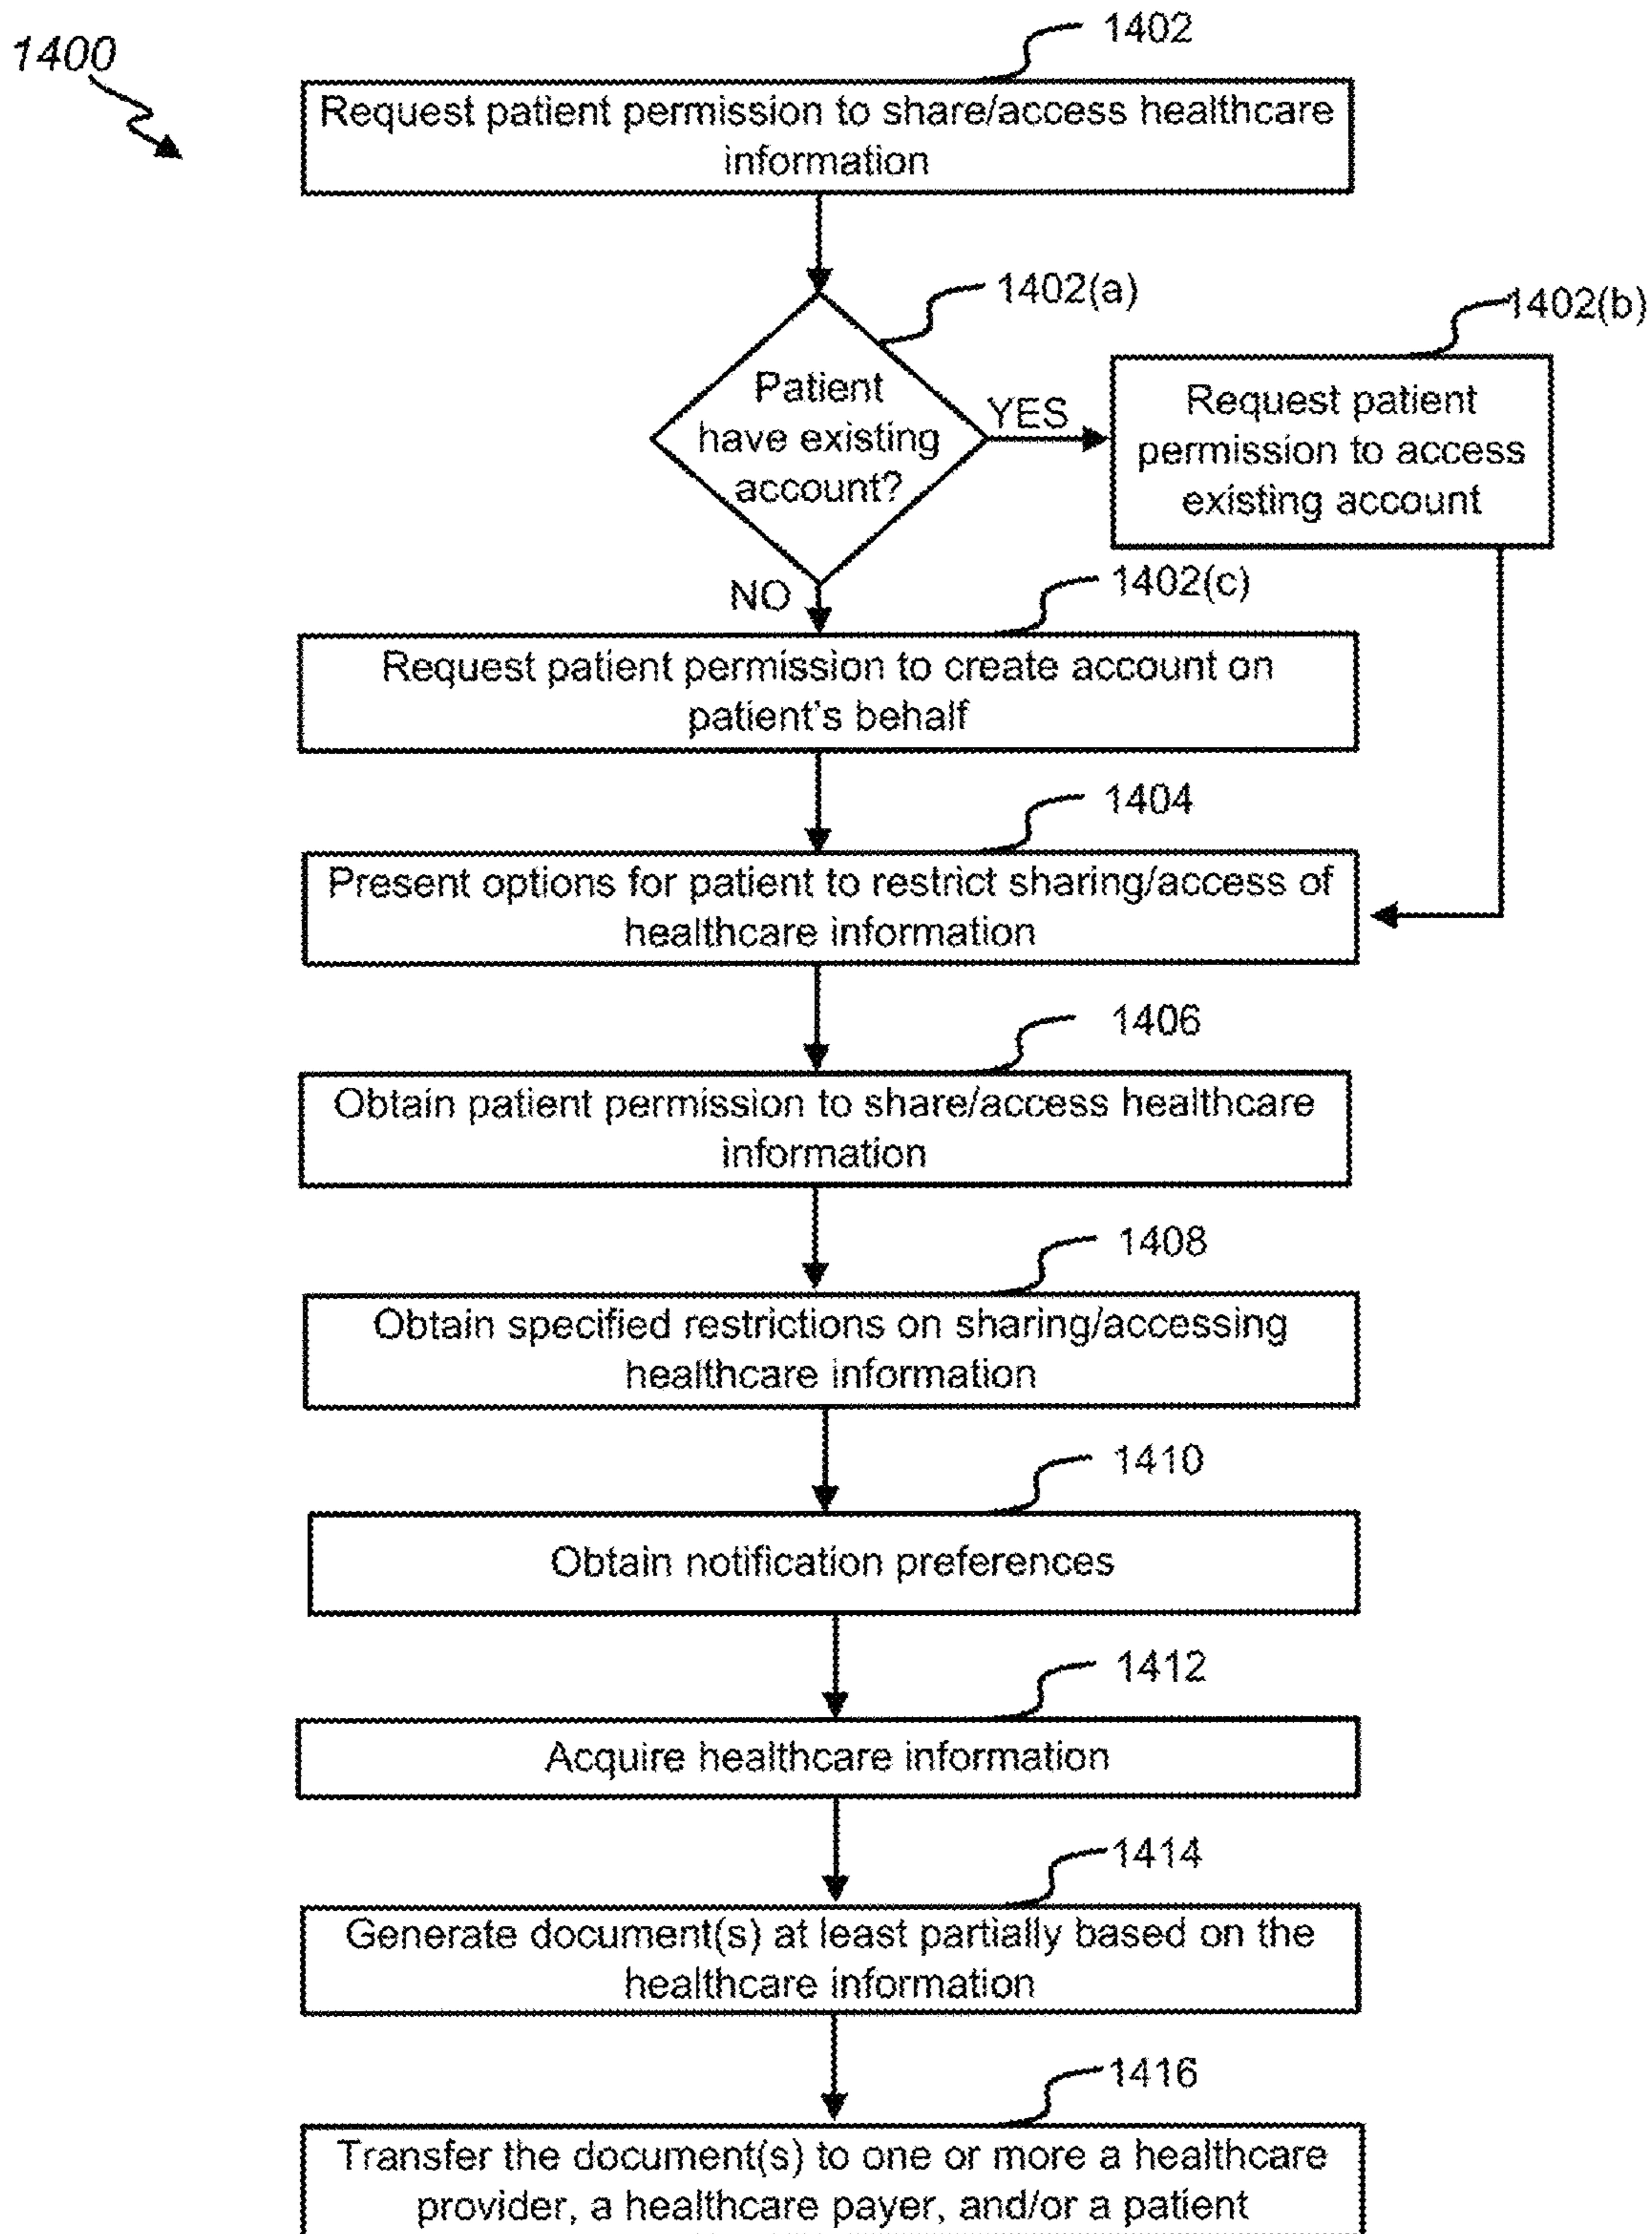 1400
1402
Request patient permission to share/access healthcare
information
1402(a)
1402(b)
Patient
have existing
account?
YES
Request patient
permission to access
existing account
NO
1402(c)
Request patient permission to create account on
patient's behalf
1404
Present options for patient to restrict sharing/access of
healthcare information
1406
Obtain patient permission to share/access healthcare
information
1408
Obtain specified restrictions on sharing/accessing
healthcare information
1410
Obtain notification preferences
1412
Acquire healthcare information
1414
Generate document(s) at least partially based on the
healthcare information
1416
Transfer the document(s) to one or more a healthcare
provider, a healthcare payer, and/or a patient